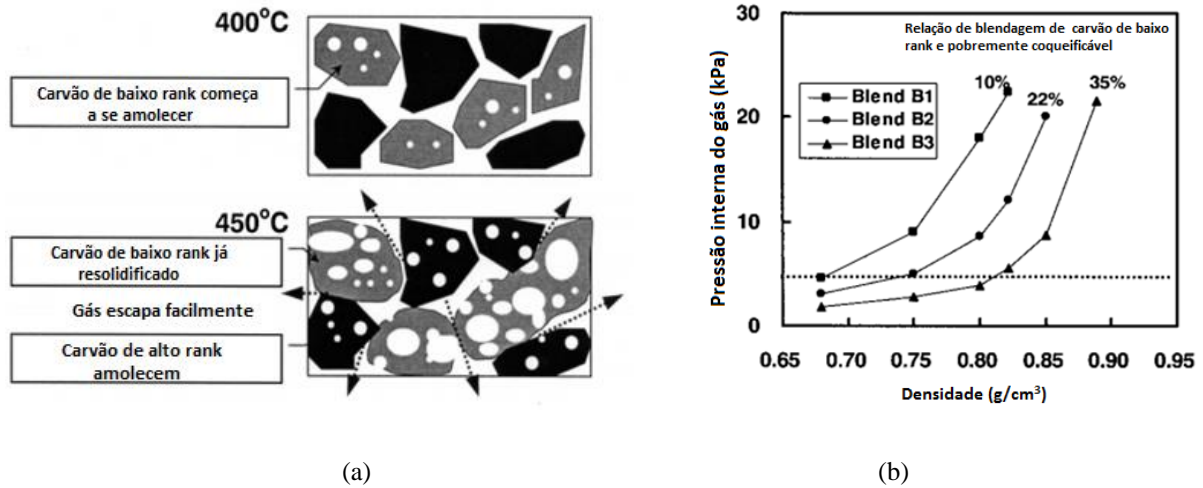 400°C
Carvão de baixo rank começa
a se amolecer
450°C
Carvão de baixo rank já
resolidificado
Gás escapa facilmente
Carvão de alto rank
amolecem
(a)
Relação de blendagem de carvão de baixo
rank e pobremente coqueificável
Pressão interna do gás (kPa)
30
20
10
0
10%
22%
35%
Blend B1
Blend B2
Blend B3
0.65 0.70 0.75 0.80 0.85 0.90 0.95
Densidade (g/cm³)
(b)